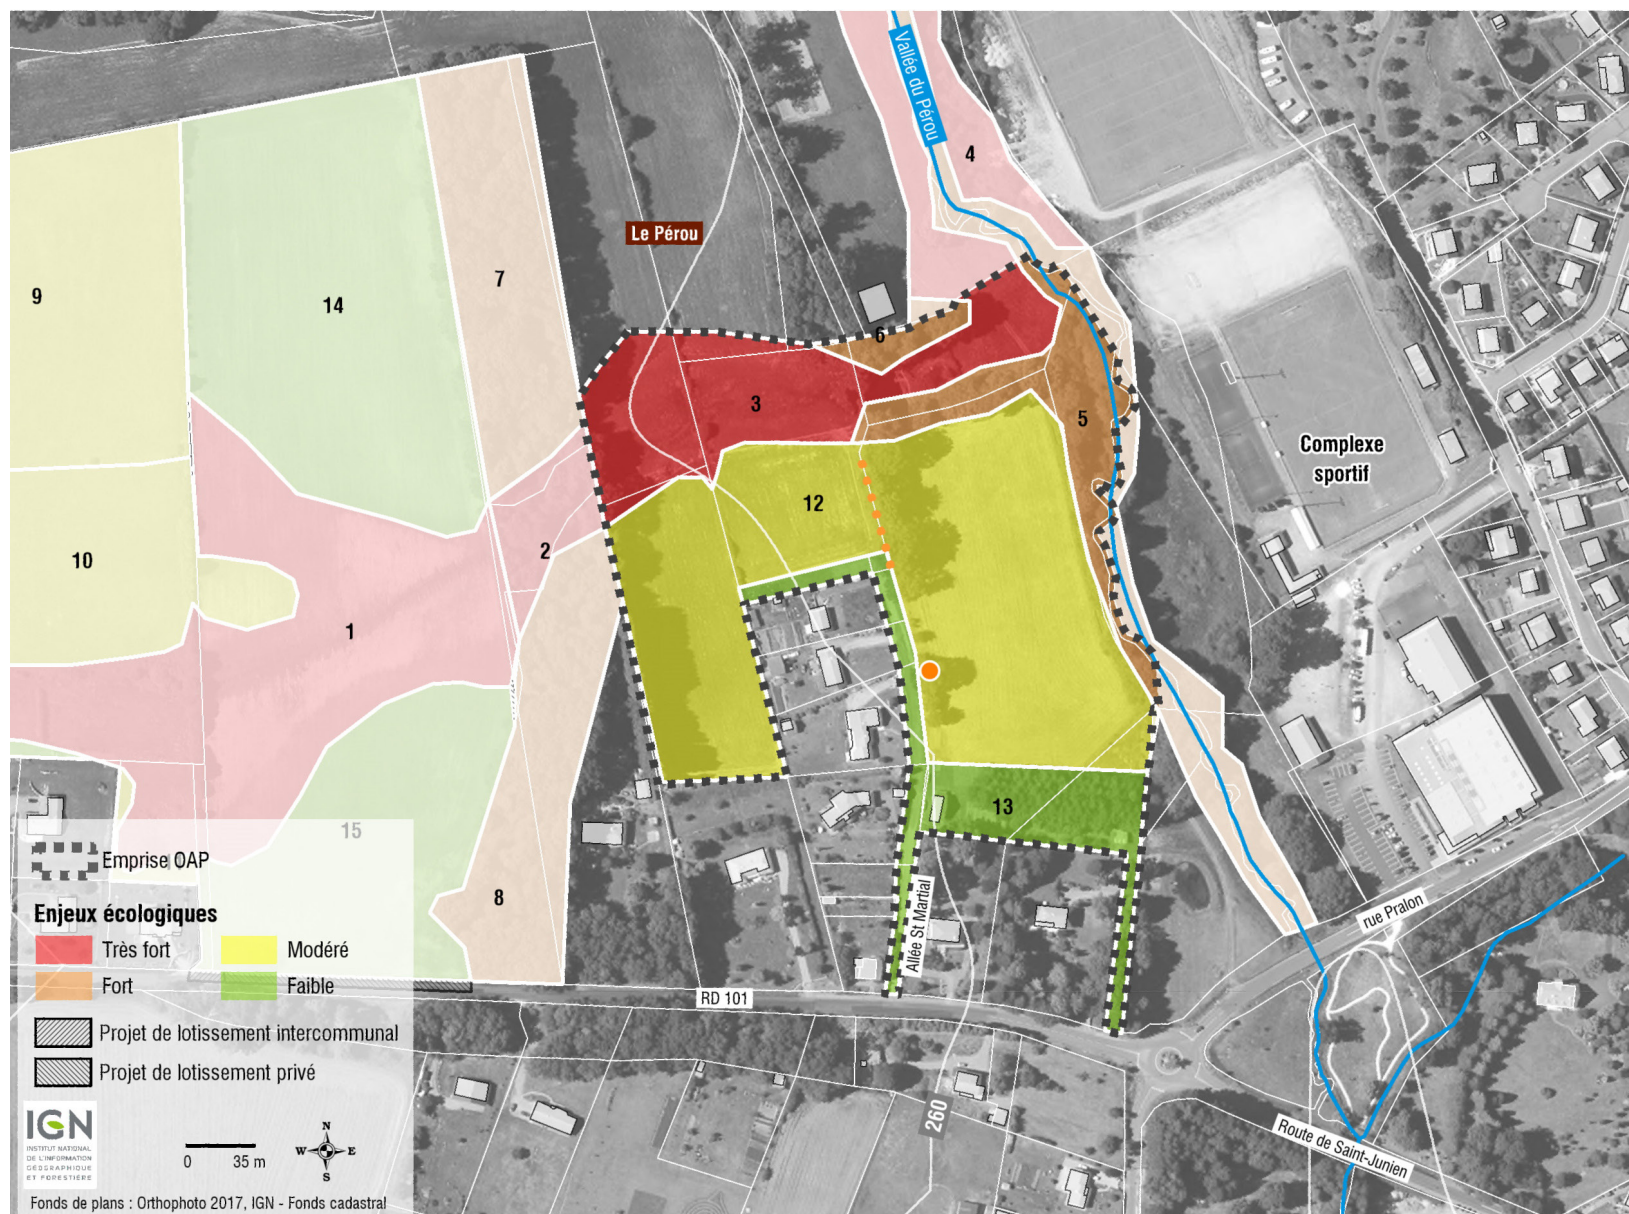 Vallée du Pérou
4
Le Pérou
7
9
14
6
3
5
Complexe
sportif
12
2
10
1
13
15
8
Allée St Martial
rue Pralon
RD 101
260
Route de Saint-Junien
Emprise OAP
Enjeux écologiques
Très fort
Modéré
Fort
Faible
Projet de lotissement intercommunal
Projet de lotissement privé
IGN
INSTITUT NATIONAL
DE L'INFORMATION
GÉOGRAPHIQUE
ET FORESTIÈRE
0 35 m
N
W E
S
Fonds de plans : Orthophoto 2017, IGN - Fonds cadastral